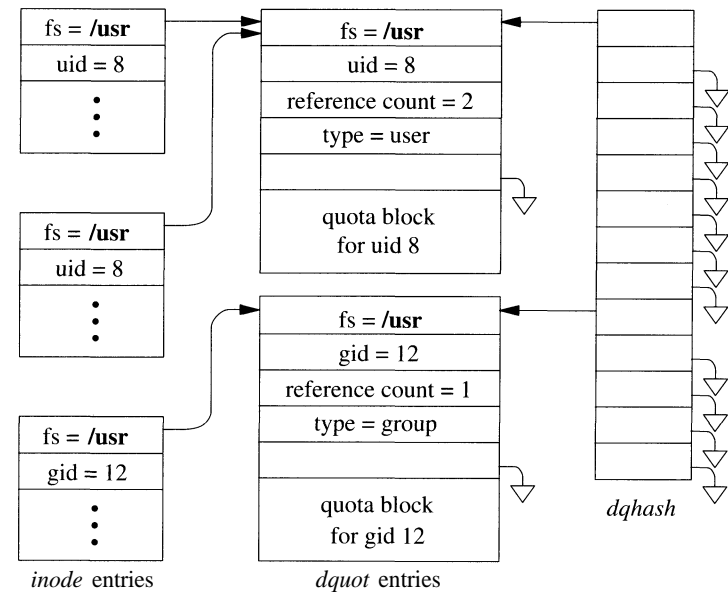 fs = /usr
uid = 8
fs = /usr
uid = 8
fs = /usr
gid = 12
inode entries
fs = /usr
uid = 8
reference count = 2
type = user
quota block
for uid 8
fs = /usr
gid = 12
reference count = 1
type = group
quota block
for gid 12
dquot entries
dqhash